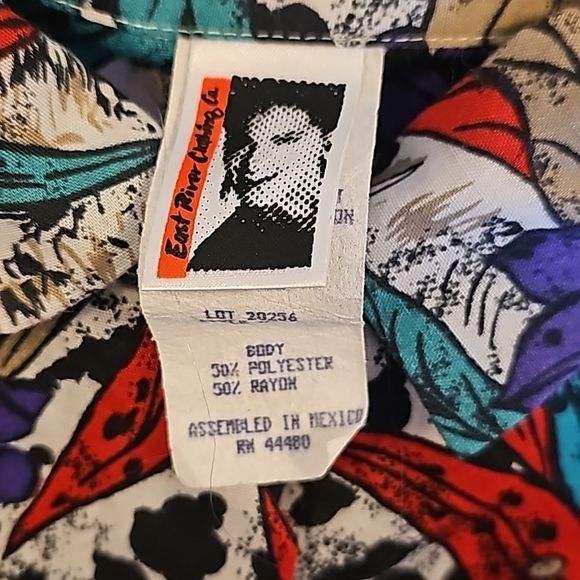 East River Clothing Co
LOT 20256
BODY
50% POLYESTER
50% RAYON
ASSEMBLED IN MEXICO
RN 44480